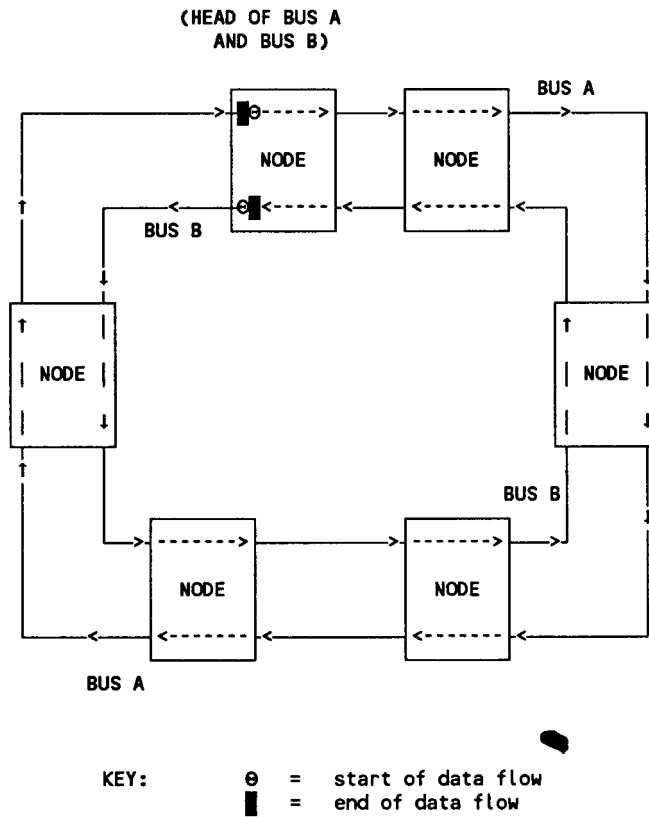 (HEAD OF BUS A
AND BUS B)
BUS A
NODE
NODE
BUS B
NODE
NODE
BUS B
NODE
NODE
BUS A
KEY:
Θ = start of data flow
█ = end of data flow